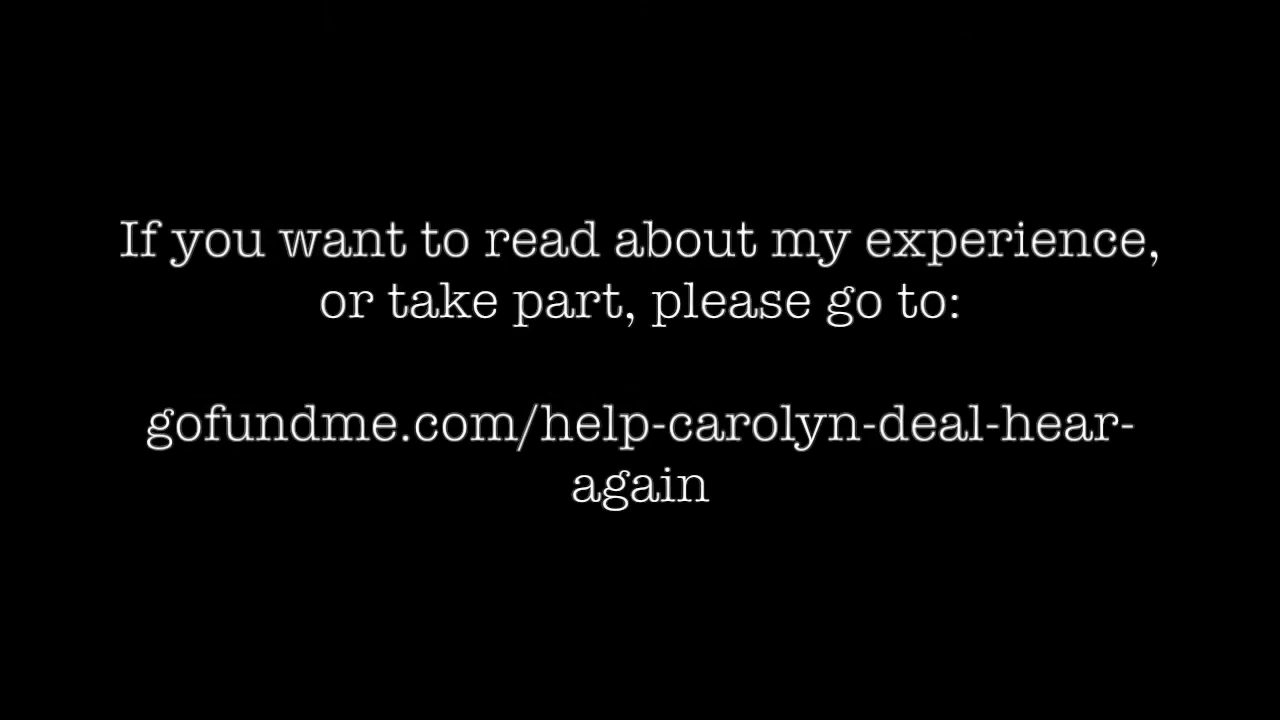 If you want to read about my experience,
or take part, please go to:
gofundme.com/help-carolyn-deal-hear-
again